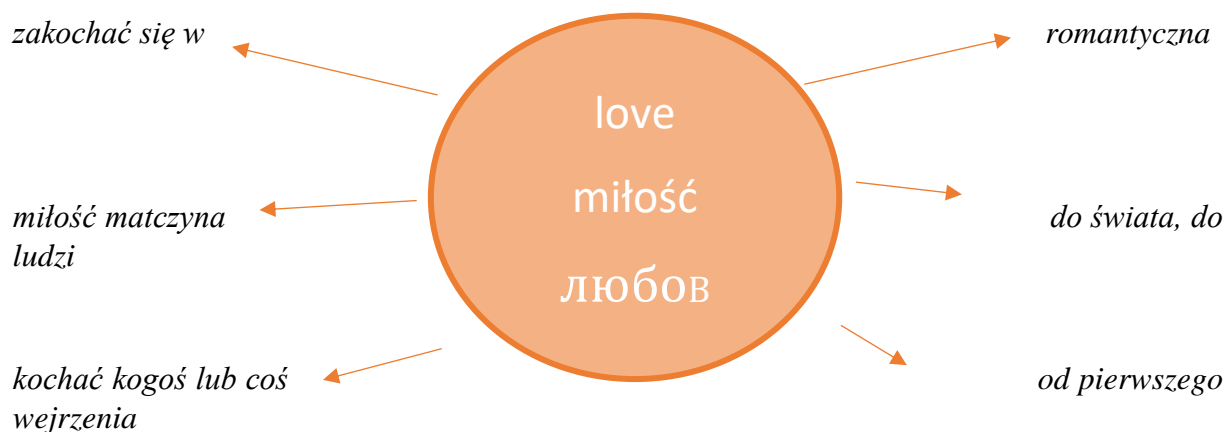 zakochać się w romantyczna
love
miłość
miłość matczyna do świata, do
ludzi
любов
kochać kogoś lub coś od pierwszego
wejrzenia